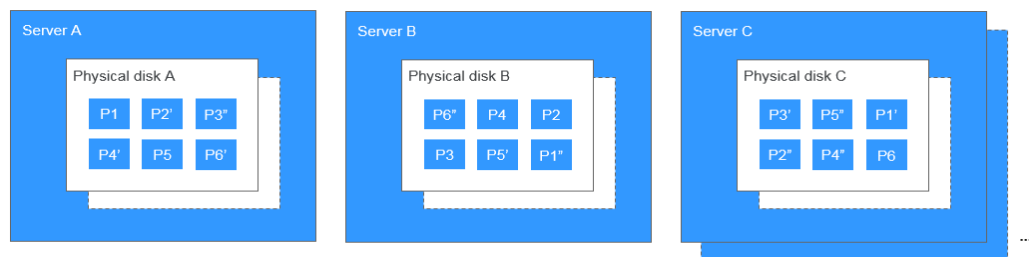 Server A
Physical disk A
P1 P2’ P3”
P4’ P5 P6’
Server B
Physical disk B
P6” P4 P2
P3 P5’ P1”
Server C
Physical disk C
P3’ P5” P1’
P2” P4” P6
...